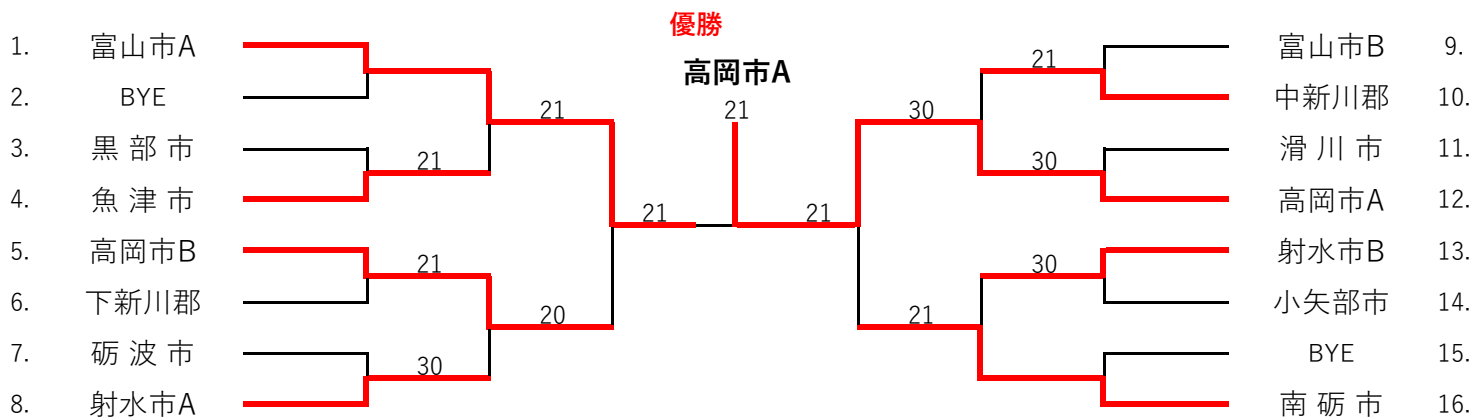 優勝
高岡市A
1. 富山市A
2. BYE
3. 黒部市
4. 魚津市
5. 高岡市B
6. 下新川郡
7. 砺波市
8. 射水市A
21
21
30
21
20
21
21
21
21
30
30
21
30
富山市B 9.
中新川郡 10.
滑川市 11.
高岡市A 12.
射水市B 13.
小矢部市 14.
BYE 15.
南砺市 16.